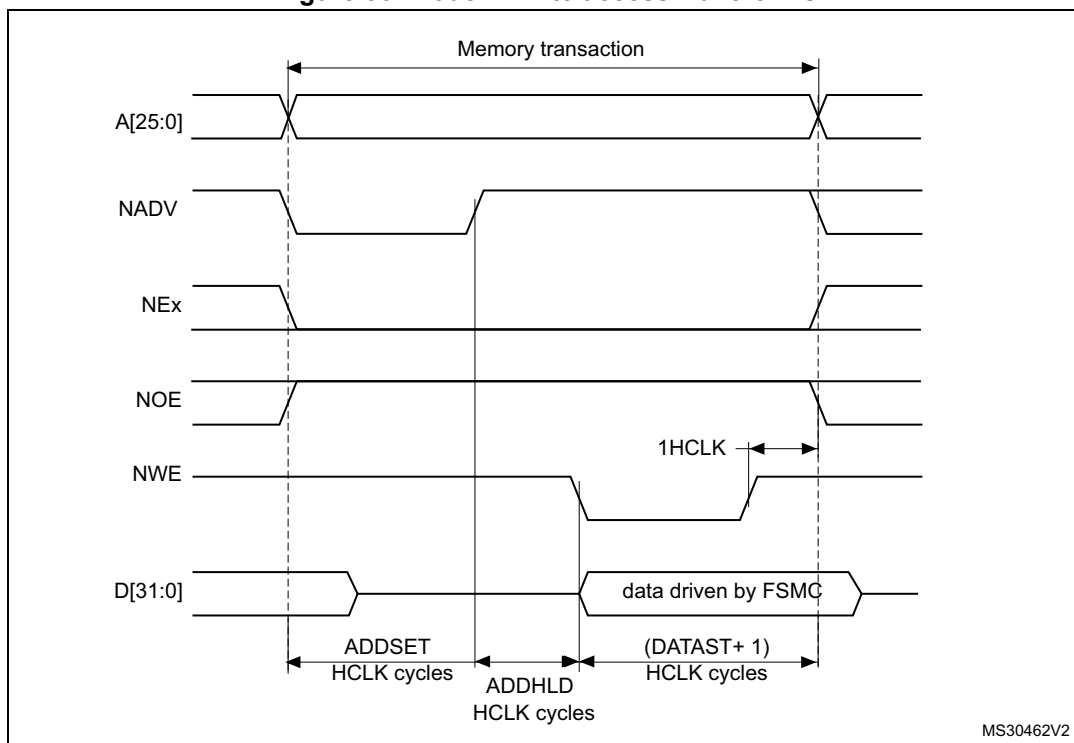 Memory transaction
A[25:0]
NADV
NEx
NOE
1HCLK
NWE
D[31:0]
data driven by FSMC
ADDSET
HCLK cycles
ADDHLD
HCLK cycles
(DATAST+ 1)
HCLK cycles
MS30462V2